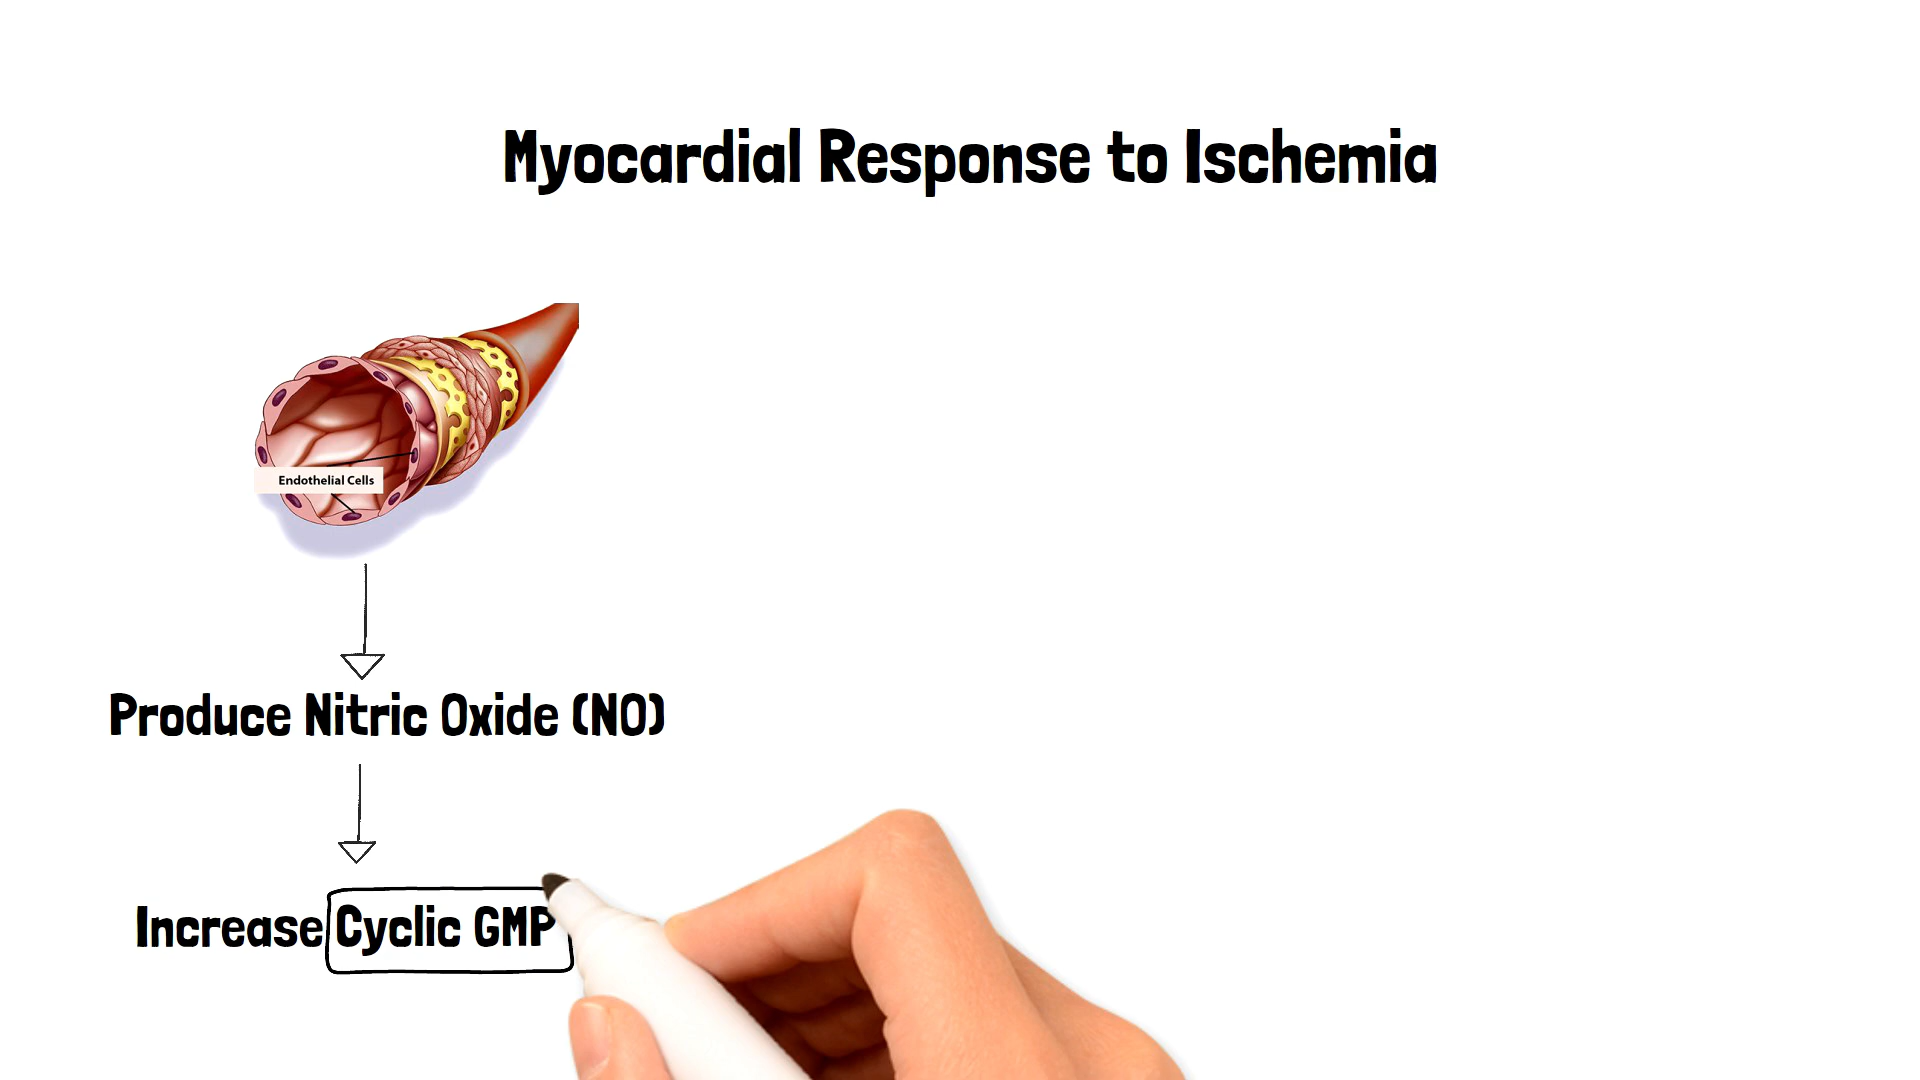 Myocardial Response to Ischemia
Endothelial Cells
Produce Nitric Oxide (NO)
Increase Cyclic GMP